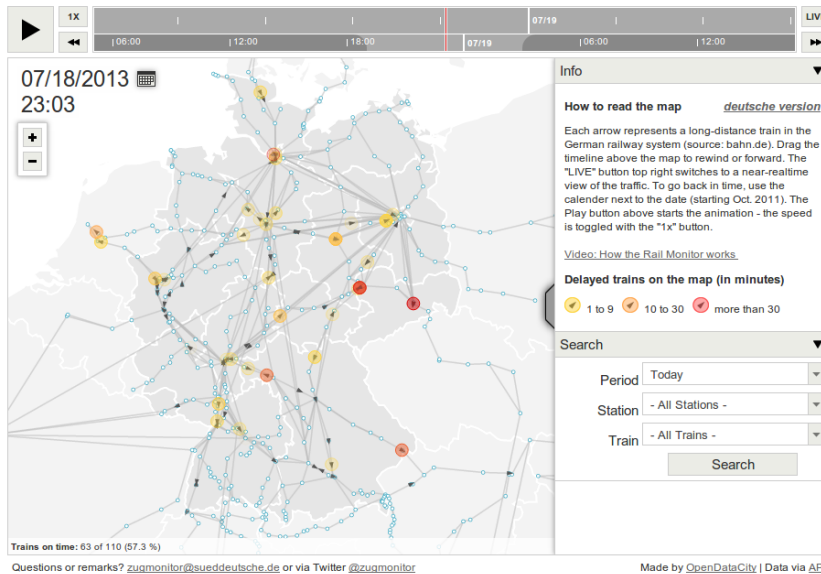 1X
07/19
LIV
06:00
12:00
18:00
07/19
06:00
12:00
07/18/2013
23:03
+
-
Info
How to read the map deutsche version
Each arrow represents a long-distance train in the
German railway system (source: bahn.de). Drag the
timeline above the map to rewind or forward. The
"LIVE" button top right switches to a near-realtime
view of the traffic. To go back in time, use the
calender next to the date (starting Oct. 2011). The
Play button above starts the animation - the speed
is toggled with the "1x" button.
Video: How the Rail Monitor works
Delayed trains on the map (in minutes)
1 to 9 10 to 30 more than 30
Search
Period Today
Station - All Stations -
Train - All Trains -
Search
Trains on time: 63 of 110 (57.3 %)
Questions or remarks? zugmonitor@sueddeutsche.de or via Twitter @zugmonitor
Made by OpenDataCity | Data via AP